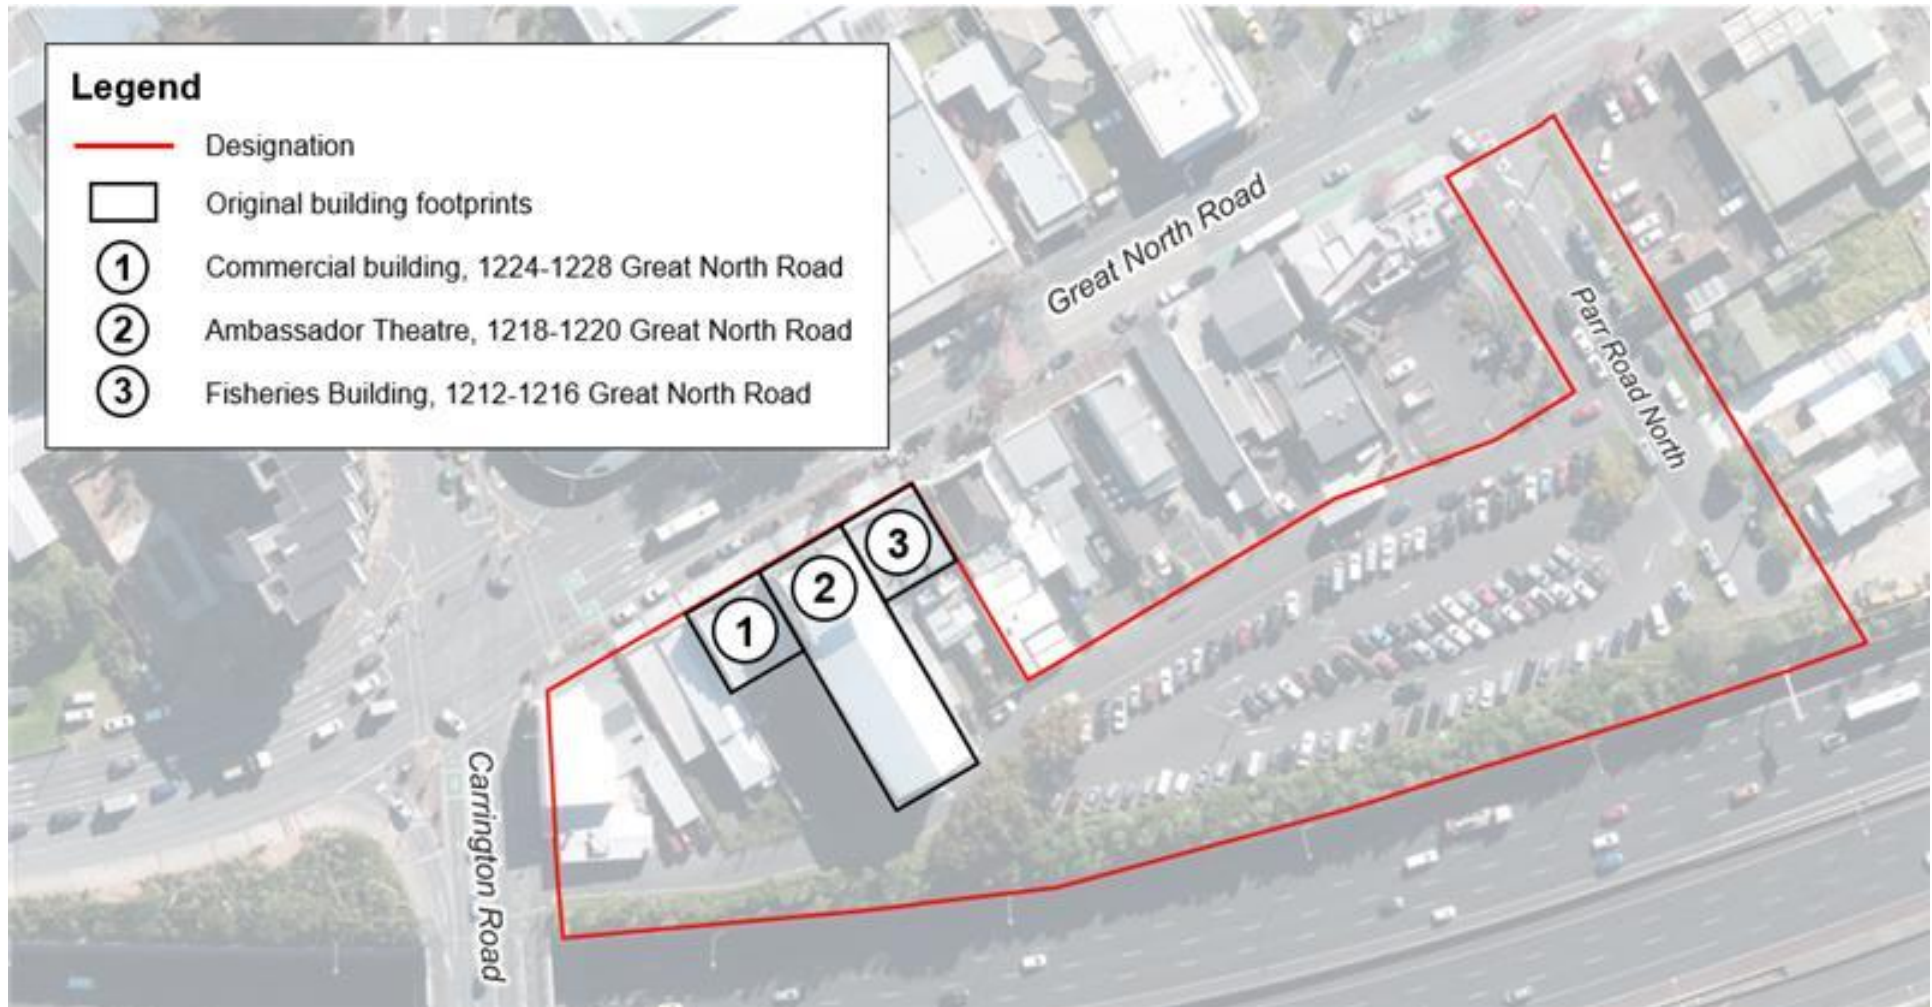 Legend
Designation
Original building footprints
1 Commercial building, 1224-1228 Great North Road
2 Ambassador Theatre, 1218-1220 Great North Road
3 Fisheries Building, 1212-1216 Great North Road
Great North Road
Parr Road North
3
2
1
Carrington Road